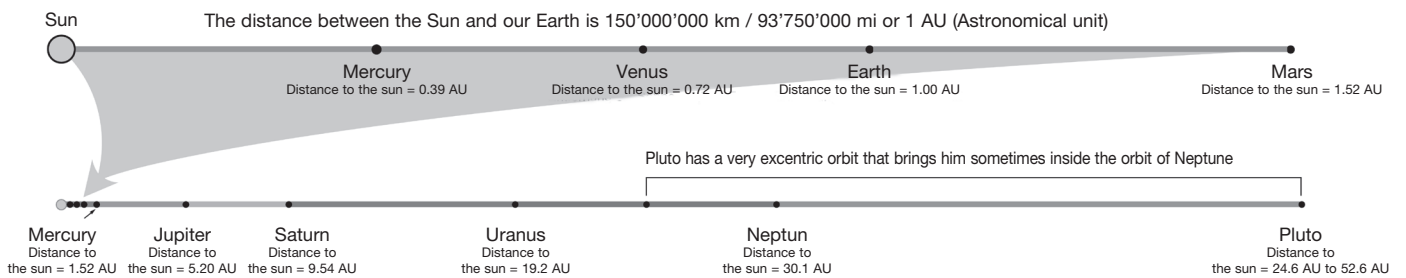 Sun
The distance between the Sun and our Earth is 150’000’000 km / 93’750’000 mi or 1 AU (Astronomical unit)
Mercury
Distance to the sun = 0.39 AU
Venus
Distance to the sun = 0.72 AU
Earth
Distance to the sun = 1.00 AU
Mars
Distance to the sun = 1.52 AU
Pluto has a very excentric orbit that brings him sometimes inside the orbit of Neptune
Mercury
Distance to
the sun = 1.52 AU
Jupiter
Distance to
the sun = 5.20 AU
Saturn
Distance to
the sun = 9.54 AU
Uranus
Distance to
the sun = 19.2 AU
Neptun
Distance to
the sun = 30.1 AU
Pluto
Distance to
the sun = 24.6 AU to 52.6 AU